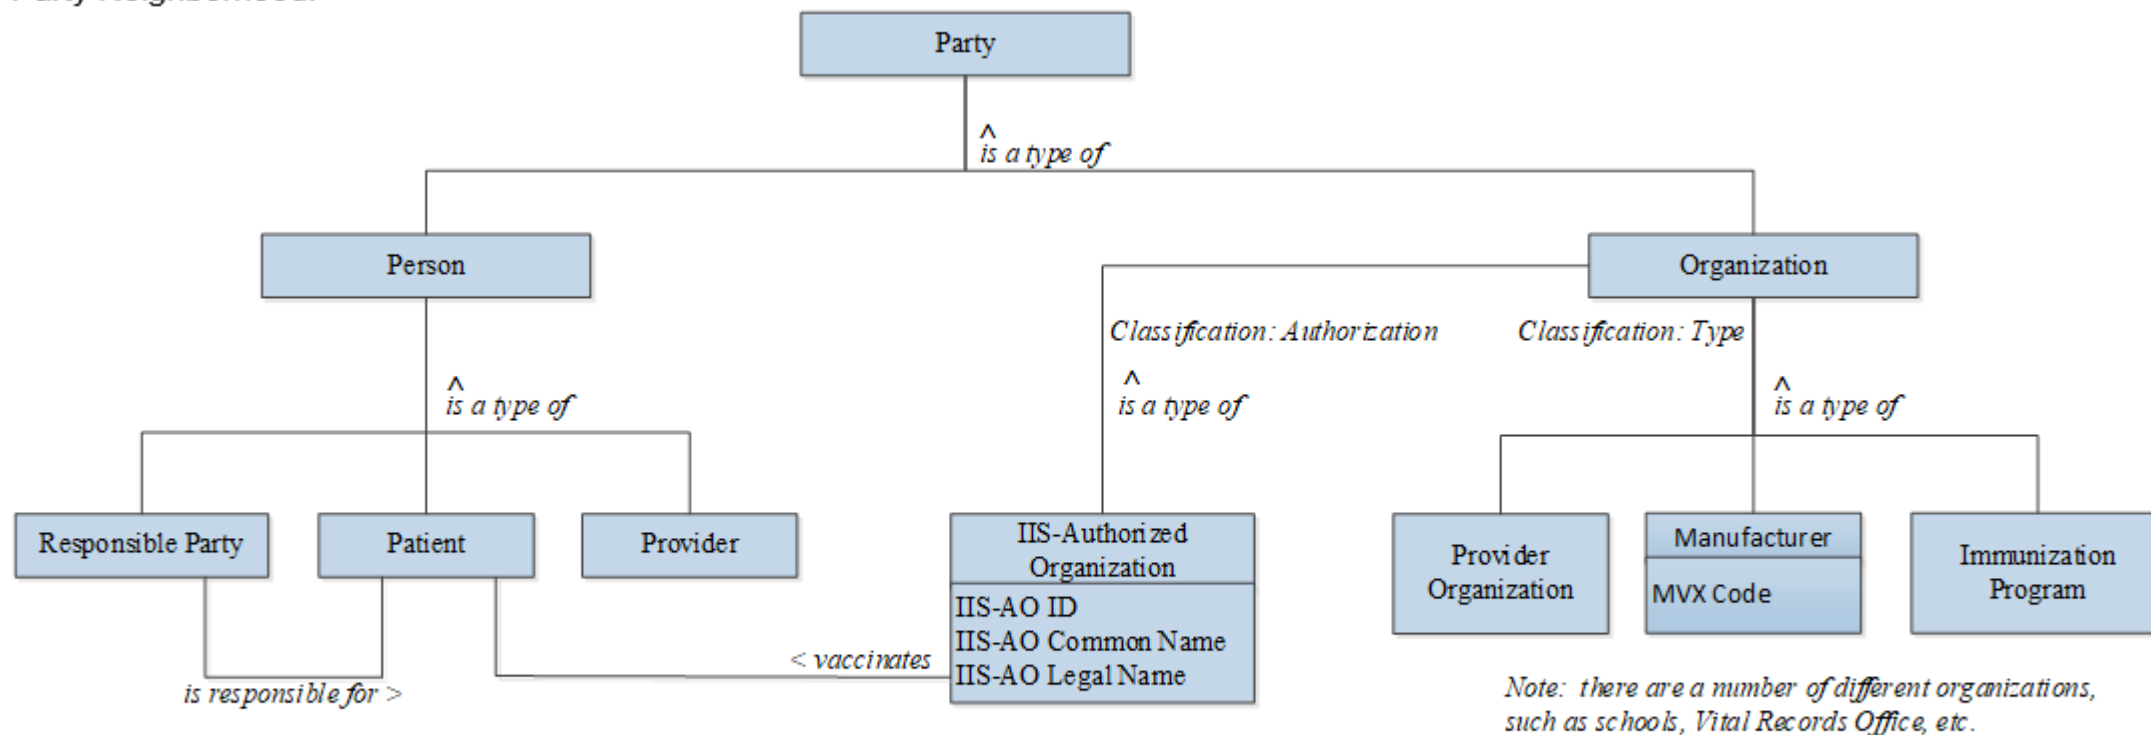 Party
^
is a type of
Person
Organization
Classification: Authorization
Classification: Type
^
is a type of
^
is a type of
^
is a type of
Responsible Party
Patient
Provider
IIS-Authorized
Organization
IIS-AO ID
IIS-AO Common Name
IIS-AO Legal Name
Provider
Organization
Manufacturer
MVX Code
Immunization
Program
< vaccinates
is responsible for >
Note: there are a number of different organizations,
such as schools, Vital Records Office, etc.